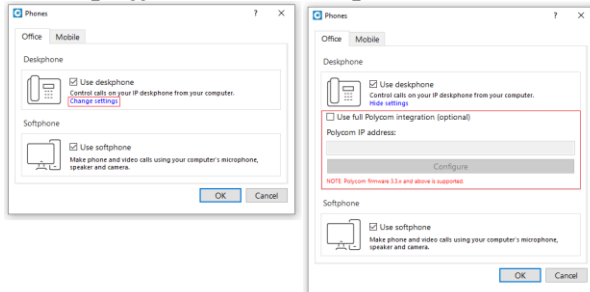 Phones
Office Mobile
Deskphone
Use deskphone
Control calls on your IP deskphone from your computer.
Change settings
Softphone
Use softphone
Make phone and video calls using your computer's microphone,
speaker and camera.
OK Cancel
Phones
Office Mobile
Deskphone
Use deskphone
Control calls on your IP deskphone from your computer.
Hide settings
Use full Polycom integration (optional)
Polycom IP address:
Configure
NOTE: Polycom firmware 3.3.x and above is supported.
Softphone
Use softphone
Make phone and video calls using your computer's microphone,
speaker and camera.
OK Cancel